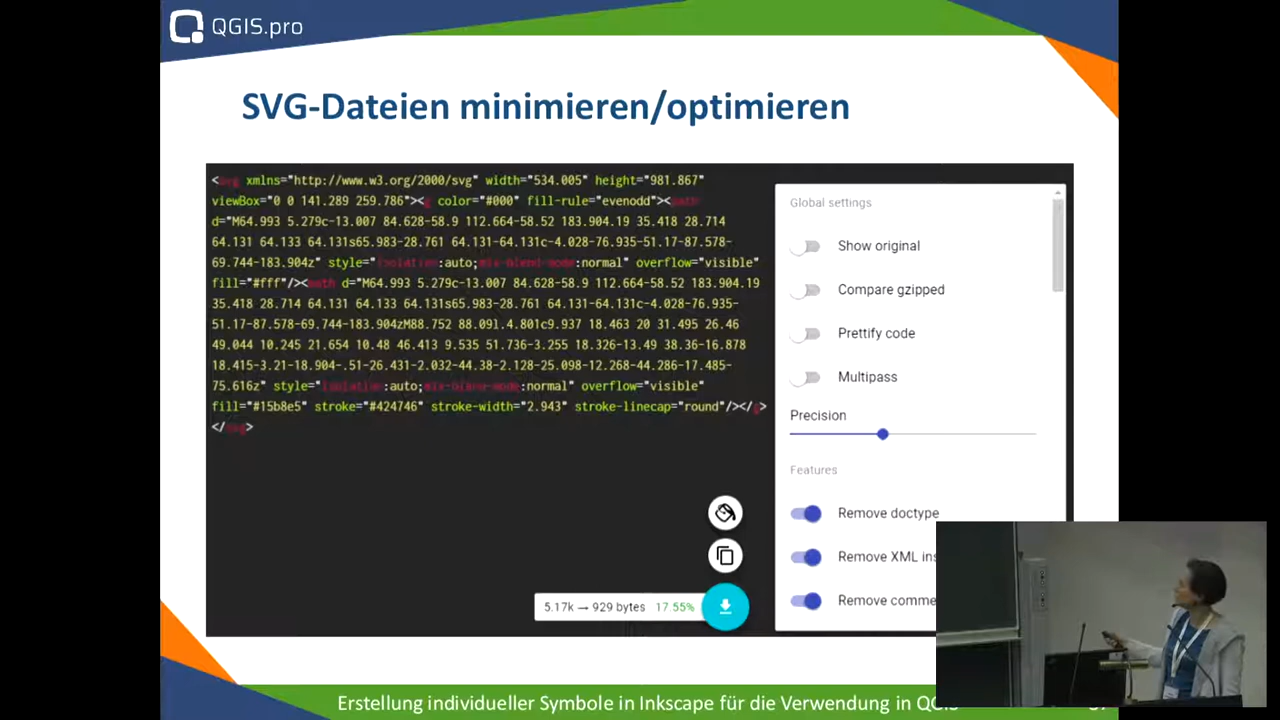 QGIS.pro
SVG-Dateien minimieren/optimieren
<svg xmlns="http://www.w3.org/2000/svg" width="534.005" height="981.867"
viewBox="0 0 141.289 259.786"><g color="#000" fill-rule="evenodd"><path
d="M64.993 5.279c-13.007 84.628-58.9 112.664-58.52 183.904.19 35.418 28.714
64.131 64.133 64.131s65.983-28.761 64.131-64.131c-4.028-76.935-51.17-87.578-
69.744-183.904z" style="isolation:auto;mix-blend-mode:normal" overflow="visible"
fill="#fff"/><path d="M64.993 5.279c-13.007 84.628-58.9 112.664-58.52 183.904.19
35.418 28.714 64.131 64.133 64.131s65.983-28.761 64.131-64.131c-4.028-76.935-
51.17-87.578-69.744-183.904zM88.752 88.09l.4.801c9.937 18.463 20 31.495 26.46
49.044 10.245 21.654 10.48 46.413 9.535 51.736-3.255 18.326-13.49 38.36-16.878
18.415-3.21-18.904-.51-26.431-2.032-44.38-2.128-25.098-12.268-44.286-17.485-
75.616z" style="isolation:auto;mix-blend-mode:normal" overflow="visible"
fill="#15b8e5" stroke="#424746" stroke-width="2.943" stroke-linecap="round"/></g>
</svg>
Global settings
Show original
Compare gzipped
Prettify code
Multipass
Precision
Features
Remove doctype
Remove XML ins
Remove comme
5.17k → 929 bytes 17.55%
Erstellung individueller Symbole in Inkscape für die Verwendung in QGIS